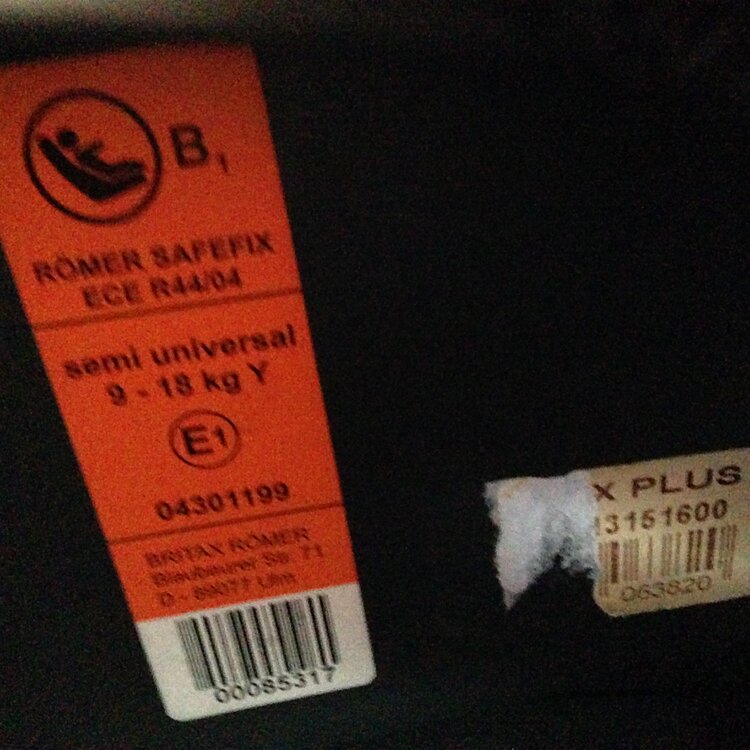 B1
RÖMER SAFEFIX
ECE R44/04
semi universal
9 - 18 kg Y
E1
04301199
BRITAX RÖMER
Blaubeurer Str. 71
D - 89077 Ulm
00085317
X PLUS
13151600
063820